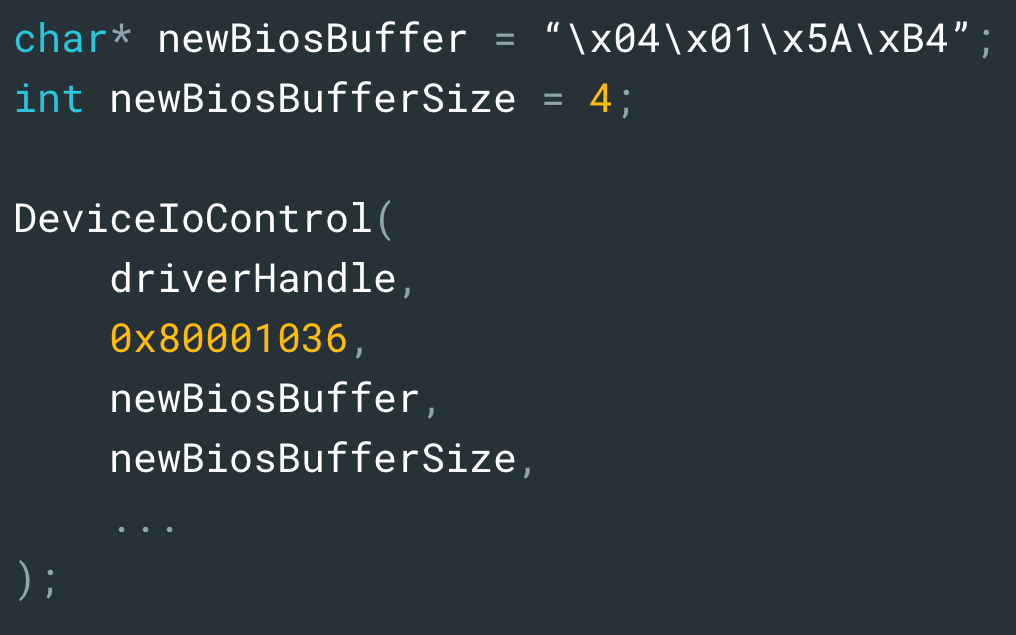 char* newBiosBuffer = “\x04\x01\x5A\xB4”;
int newBiosBufferSize = 4;
DeviceIoControl(
driverHandle,
0x80001036,
newBiosBuffer,
newBiosBufferSize,
...
);